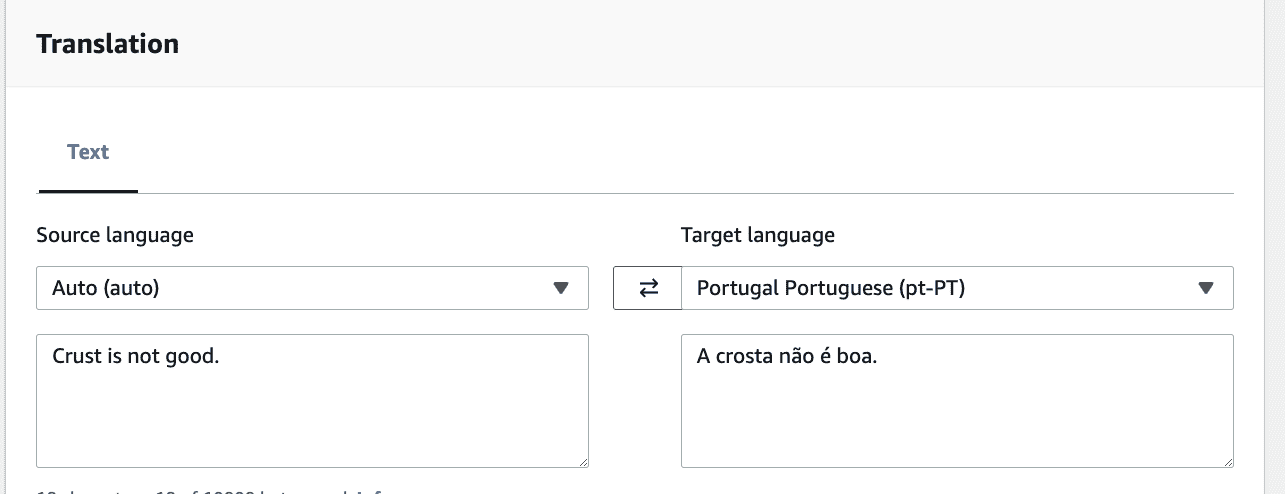 Translation
Text
Source language
Target language
Auto (auto)
Portugal Portuguese (pt-PT)
Crust is not good.
A crosta não é boa.